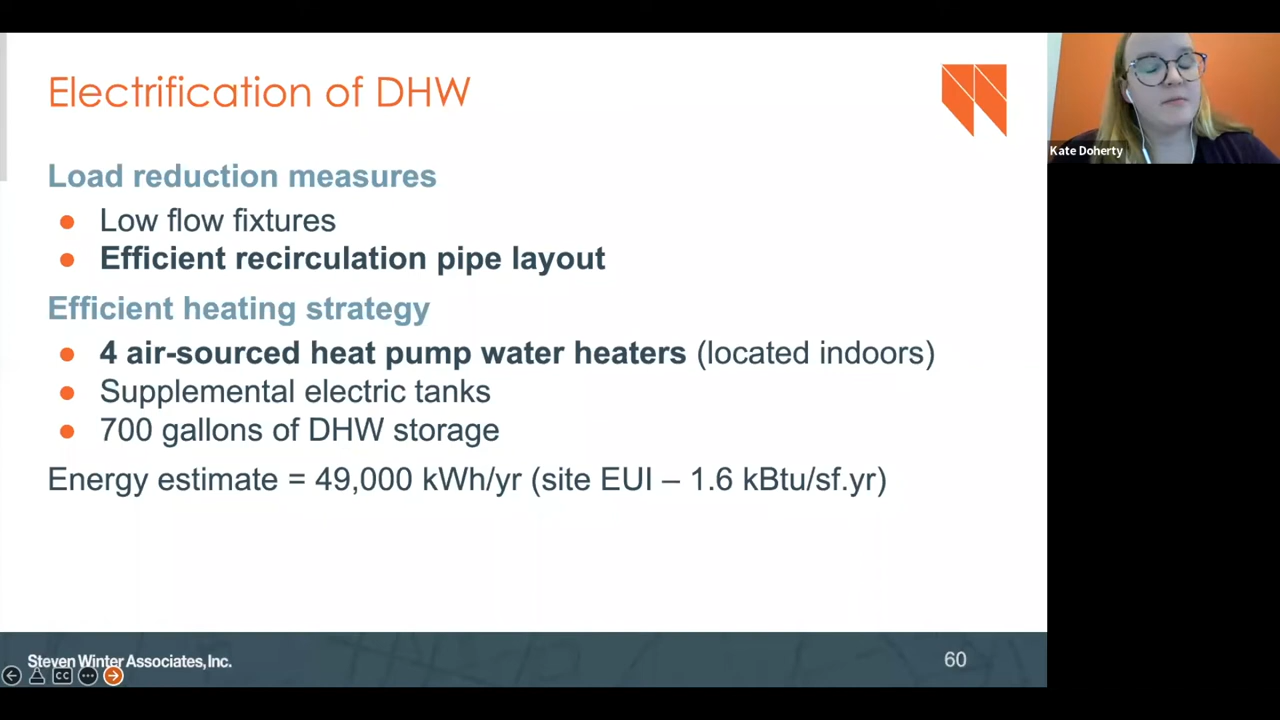 Electrification of DHW
Load reduction measures
Low flow fixtures
Efficient recirculation pipe layout
Efficient heating strategy
4 air-sourced heat pump water heaters (located indoors)
Supplemental electric tanks
700 gallons of DHW storage
Energy estimate = 49,000 kWh/yr (site EUI – 1.6 kBtu/sf.yr)
Steven Winter Associates, Inc.
60
CC
Kate Doherty